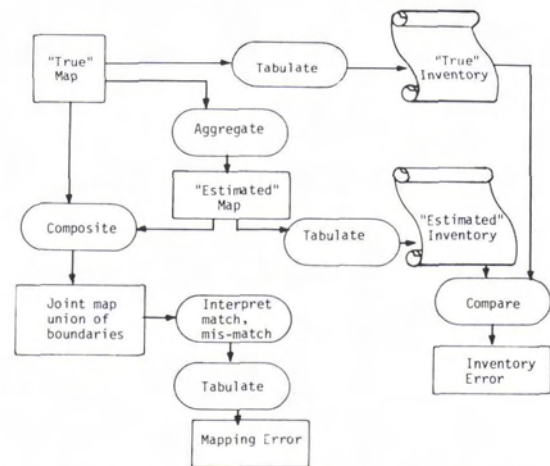 "True"
Map
Tabulate
"True"
Inventory
Aggregate
"Estimated"
Map
Composite
Tabulate
"Estimated"
Inventory
Joint map
union of
boundaries
Interpret
match,
mis-match
Compare
Tabulate
Inventory
Error
Mapping Error